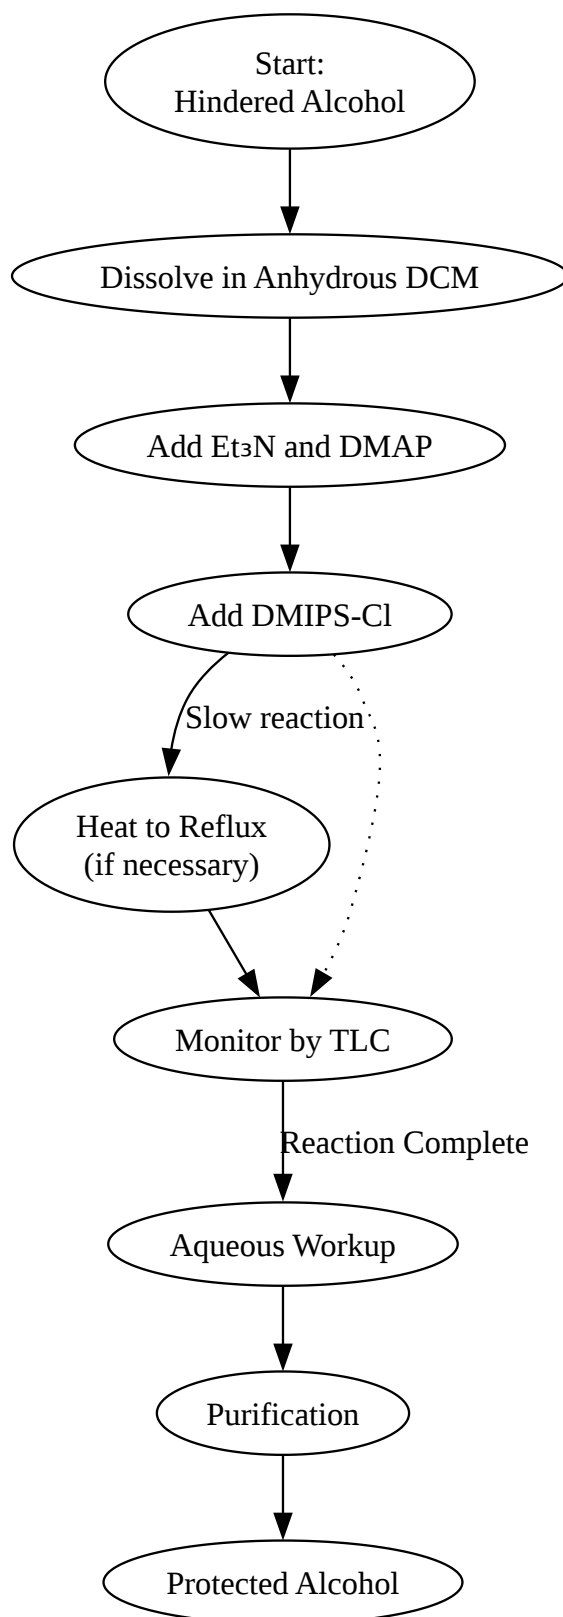 Start:
Hindered Alcohol
Dissolve in Anhydrous DCM
Add Et₃N and DMAP
Add DMIPS-Cl
Slow reaction
Heat to Reflux
(if necessary)
Monitor by TLC
Reaction Complete
Aqueous Workup
Purification
Protected Alcohol